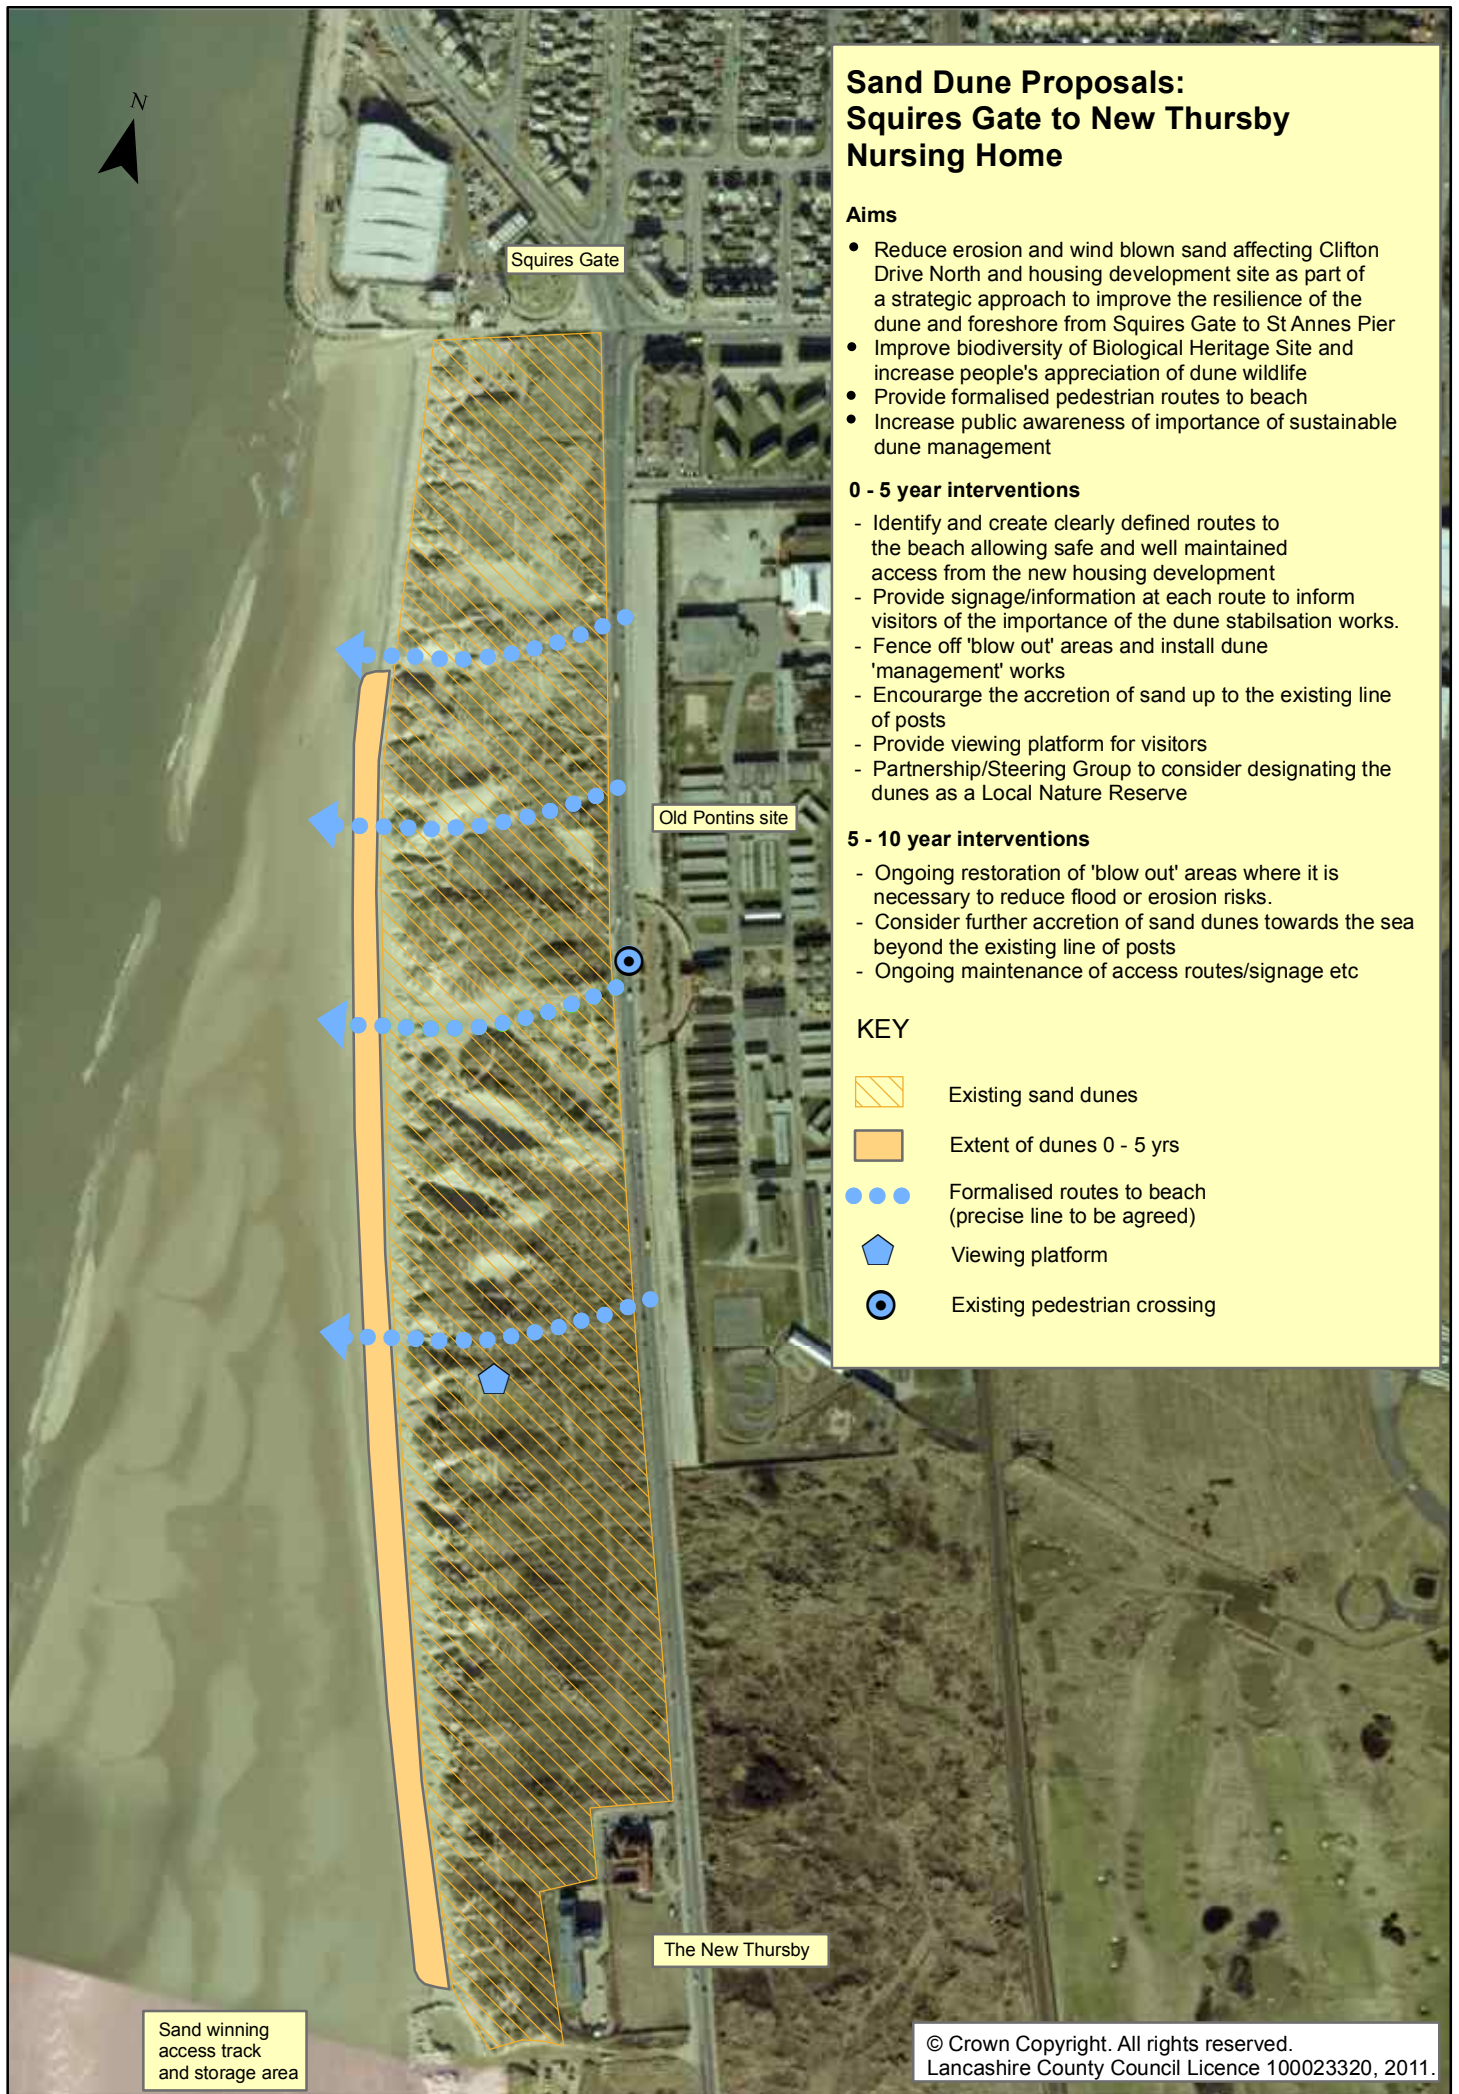 N
Sand Dune Proposals:
Squires Gate to New Thursby
Nursing Home
Aims
• Reduce erosion and wind blown sand affecting Clifton
Drive North and housing development site as part of
a strategic approach to improve the resilience of the
dune and foreshore from Squires Gate to St Annes Pier
• Improve biodiversity of Biological Heritage Site and
increase people's appreciation of dune wildlife
• Provide formalised pedestrian routes to beach
• Increase public awareness of importance of sustainable
dune management
0 - 5 year interventions
- Identify and create clearly defined routes to
the beach allowing safe and well maintained
access from the new housing development
- Provide signage/information at each route to inform
visitors of the importance of the dune stabilsation works.
- Fence off 'blow out' areas and install dune
'management' works
- Encourarge the accretion of sand up to the existing line
of posts
- Provide viewing platform for visitors
- Partnership/Steering Group to consider designating the
dunes as a Local Nature Reserve
5 - 10 year interventions
- Ongoing restoration of 'blow out' areas where it is
necessary to reduce flood or erosion risks.
- Consider further accretion of sand dunes towards the sea
beyond the existing line of posts
- Ongoing maintenance of access routes/signage etc
KEY
Existing sand dunes
Extent of dunes 0 - 5 yrs
Formalised routes to beach
(precise line to be agreed)
Viewing platform
Existing pedestrian crossing
Squires Gate
Old Pontins site
The New Thursby
Sand winning
access track
and storage area
© Crown Copyright. All rights reserved.
Lancashire County Council Licence 100023320, 2011.